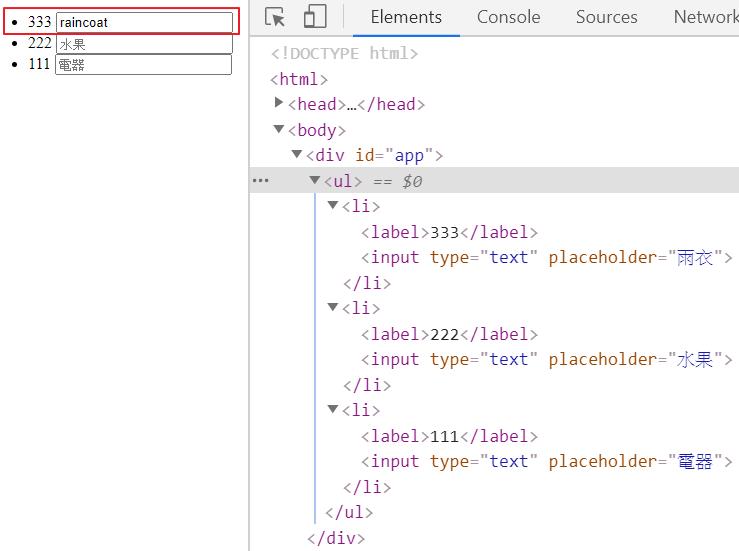 333 raincoat
222 水果
111 電器
Elements Console Sources Network
<!DOCTYPE html>
<html>
<head>…</head>
<body>
<div id="app">
<ul> == $0
<li>
<label>333</label>
<input type="text" placeholder="雨衣">
</li>
<li>
<label>222</label>
<input type="text" placeholder="水果">
</li>
<li>
<label>111</label>
<input type="text" placeholder="電器">
</li>
</ul>
</div>